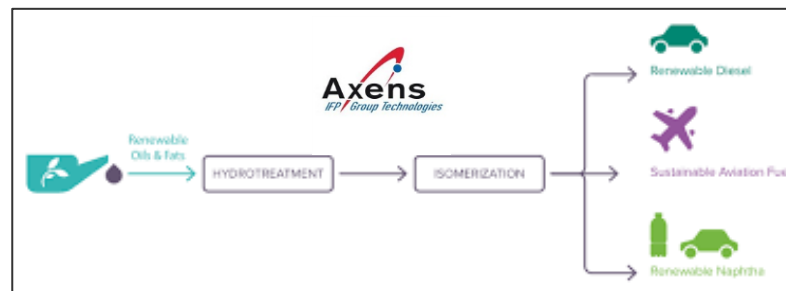 Axens
IFP Group Technologies
Renewable
Oils & Fats
HYDROTREATMENT
ISOMERIZATION
Renewable Diesel
Sustainable Aviation Fue
Renewable Naphtha